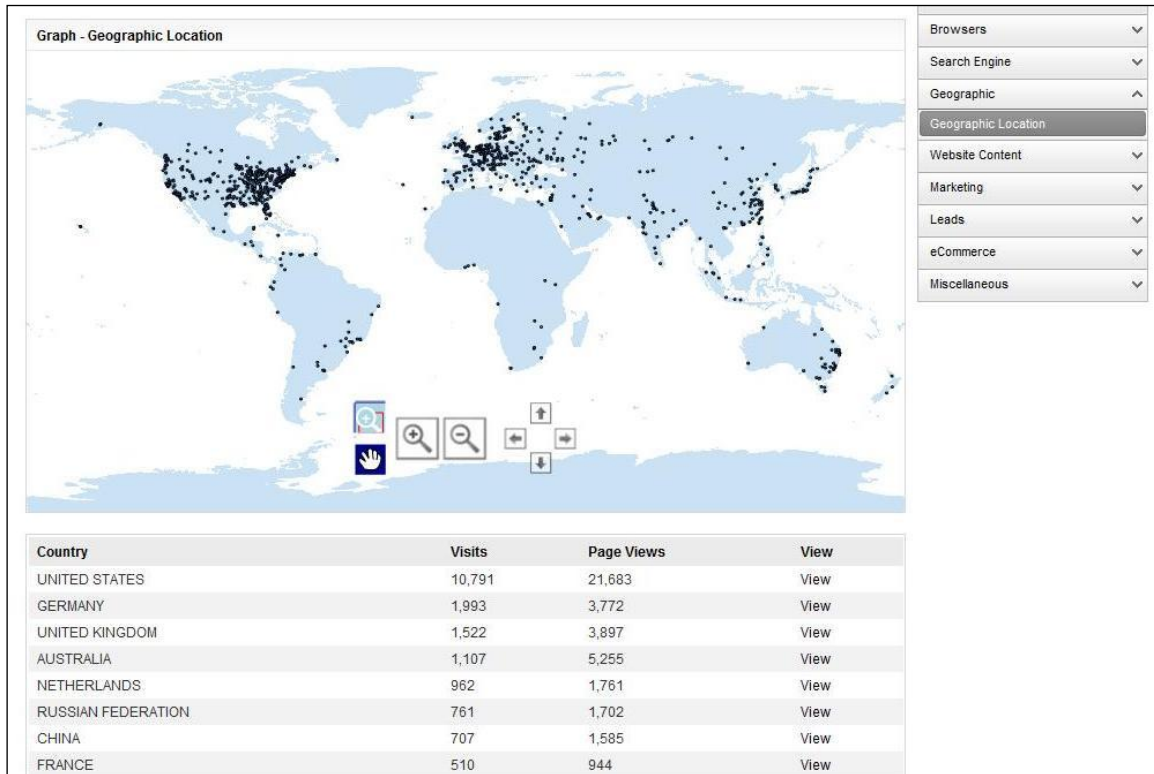 Graph - Geographic Location
Browsers
Search Engine
Geographic
Geographic Location
Website Content
Marketing
Leads
eCommerce
Miscellaneous
Country Visits Page Views View
UNITED STATES 10,791 21,683 View
GERMANY 1,993 3,772 View
UNITED KINGDOM 1,522 3,897 View
AUSTRALIA 1,107 5,255 View
NETHERLANDS 962 1,761 View
RUSSIAN FEDERATION 761 1,702 View
CHINA 707 1,585 View
FRANCE 510 944 View